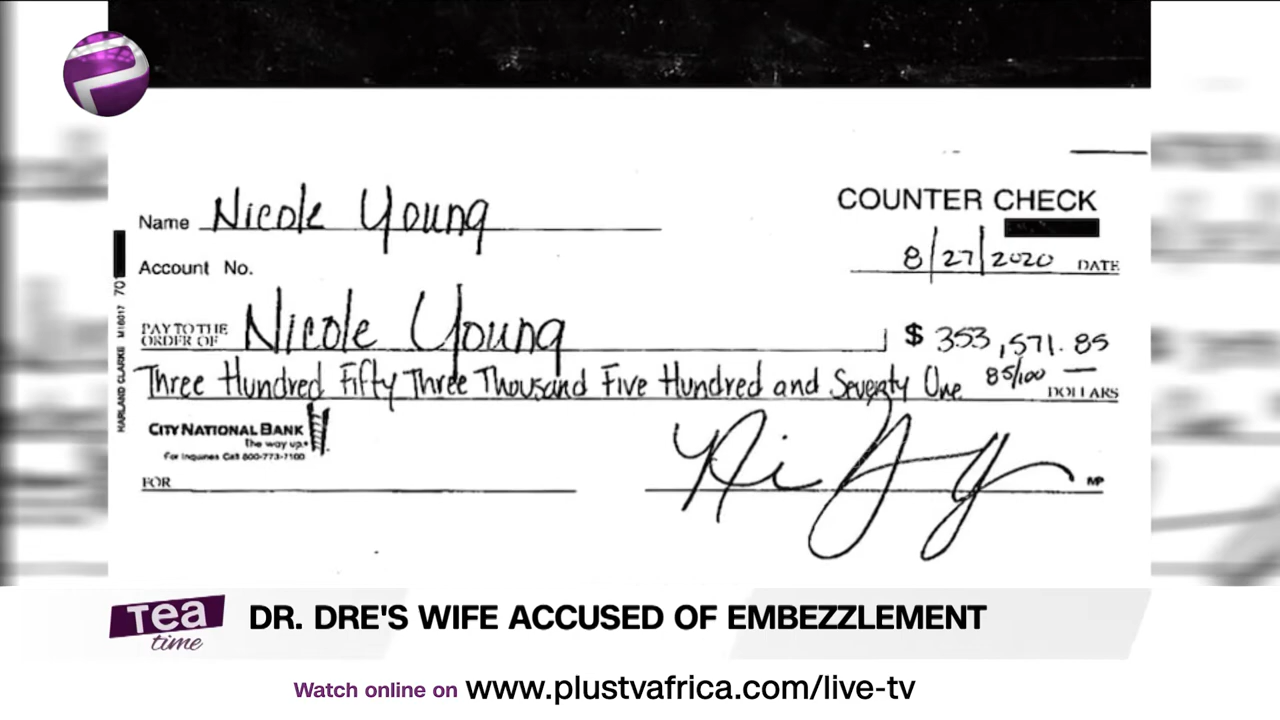 COUNTER CHECK
Name Nicole Young
8/27/2020 DATE
Account No.
PAY TO THE
ORDER OF Nicole Young $ 353,571.85
Three Hundred Fifty Three Thousand Five Hundred and Seventy One 85/100 DOLLARS
HARLAND CLARKE M16017 701
CITY NATIONAL BANK
The way up.
For Inquiries Call 800-773-7100
FOR
MP
Tea time
DR. DRE'S WIFE ACCUSED OF EMBEZZLEMENT
Watch online on www.plustvafrica.com/live-tv